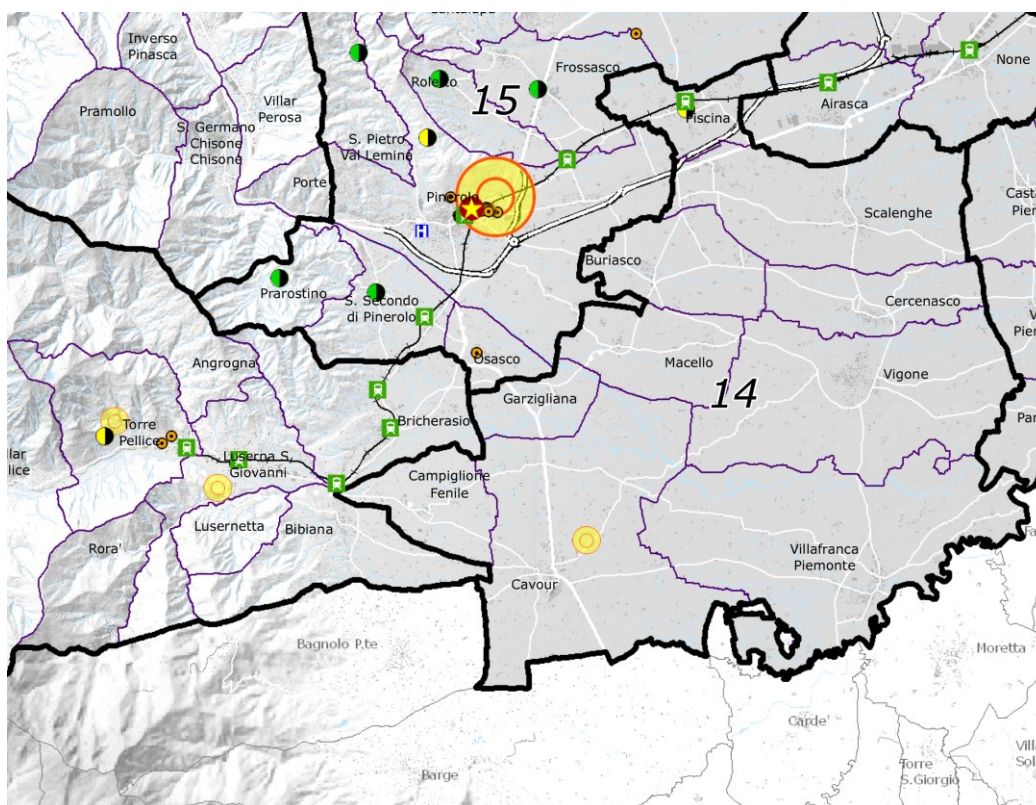 Inverso
Pinasca
Pramollo
Villar
Perosa
S. Germano
Chisone
Chisone
Porte
Roletto
Frossasco
15
S. Pietro
Val Lemina
Pinerolo
H
Piscina
Airasca
None
Scalenghe
Buriasco
Cercenasco
Prarostino
S. Secondo
di Pinerolo
Osasco
Macello
Vigone
14
Garzigliana
Angrogna
Bricherasio
Torre
Pellice
Luserna S.
Giovanni
Campiglione
Fenile
Lusernetta
Bibiana
Rora'
Cavour
Villafranca
Piemonte
Bagnolo P.te
Moretta
Carde'
Barge
Torre
S.Giorgio